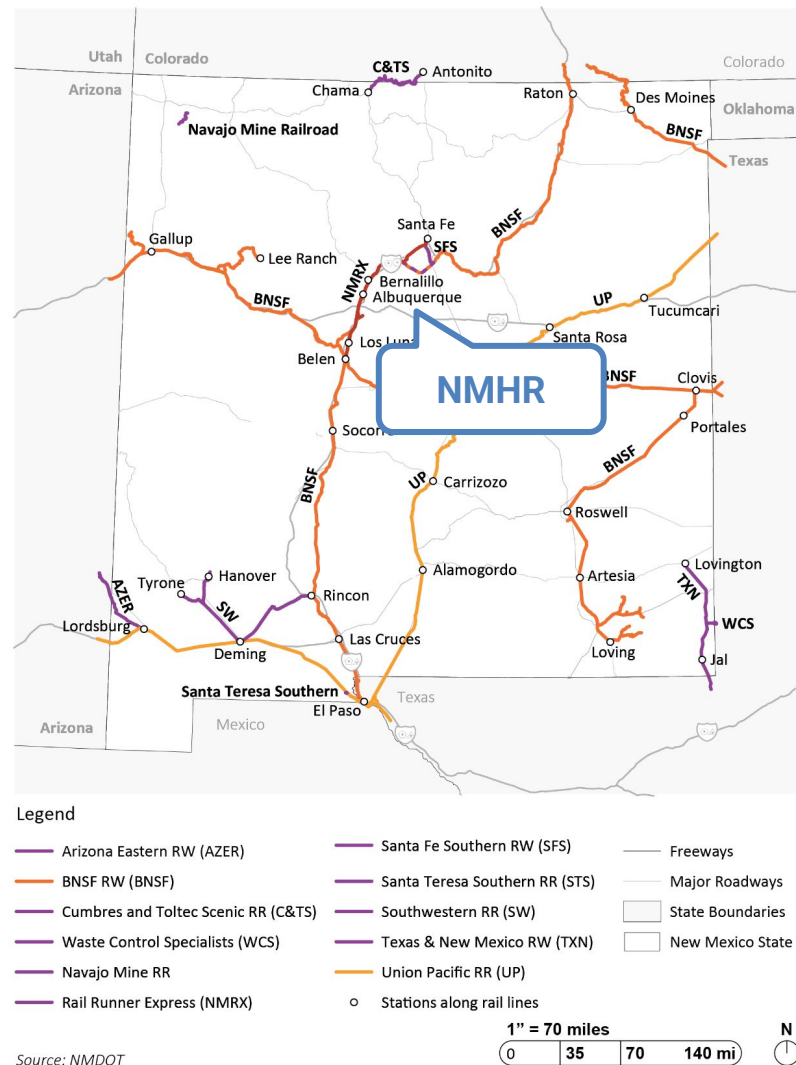 Utah
Colorado
C&TS
Antonito
Colorado
Arizona
Chama
Raton
Des Moines
Oklahoma
Navajo Mine Railroad
BNSF
Texas
Santa Fe
BNSF
Gallup
SFS
Lee Ranch
NMRX
Bernalillo
Albuquerque
BNSF
UP
Tucumcari
Santa Rosa
Los Luna
Belen
NMHR
BNSF
Clovis
Portales
Socorr
BNSF
BNSF
UP
Carrizozo
Roswell
Lovington
Alamogordo
Artesia
TXN
AZER
Tyrone
Hanover
SW
Rincon
WCS
Lordsburg
Deming
Las Cruces
Loving
Jal
Santa Teresa Southern
Texas
El Paso
Arizona
Mexico
Legend
Arizona Eastern RW (AZER)
BNSF RW (BNSF)
Cumbres and Toltec Scenic RR (C&TS)
Waste Control Specialists (WCS)
Navajo Mine RR
Rail Runner Express (NMRX)
Santa Fe Southern RW (SFS)
Santa Teresa Southern RR (STS)
Southwestern RR (SW)
Texas & New Mexico RW (TXN)
Union Pacific RR (UP)
Stations along rail lines
Freeways
Major Roadways
State Boundaries
New Mexico State
1” = 70 miles
0 35 70 140 mi
N
Source: NMDOT